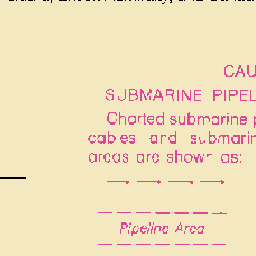 CAU
SUBMARINE PIPEL
Charted submarine p
cables and submarin
areas are shown as:
Pipeline Area